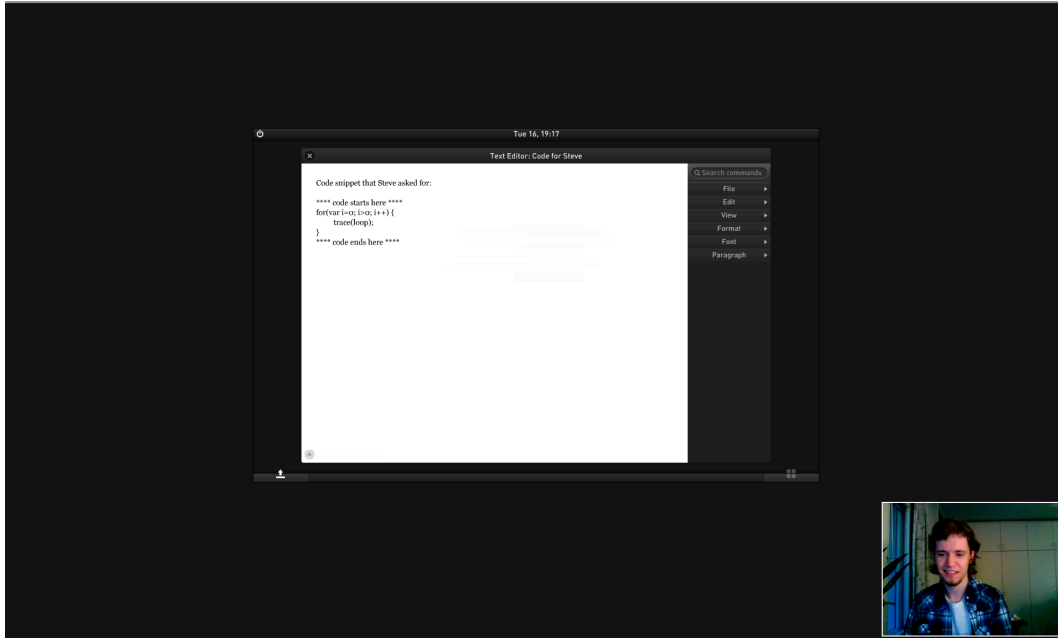 Tue 16, 19:17
Text Editor: Code for Steve
Code snippet that Steve asked for:
**** code starts here ****
for(var i=0; i>0; i++) {
trace(loop);
}
**** code ends here ****
Search commands
File
Edit
View
Format
Font
Paragraph